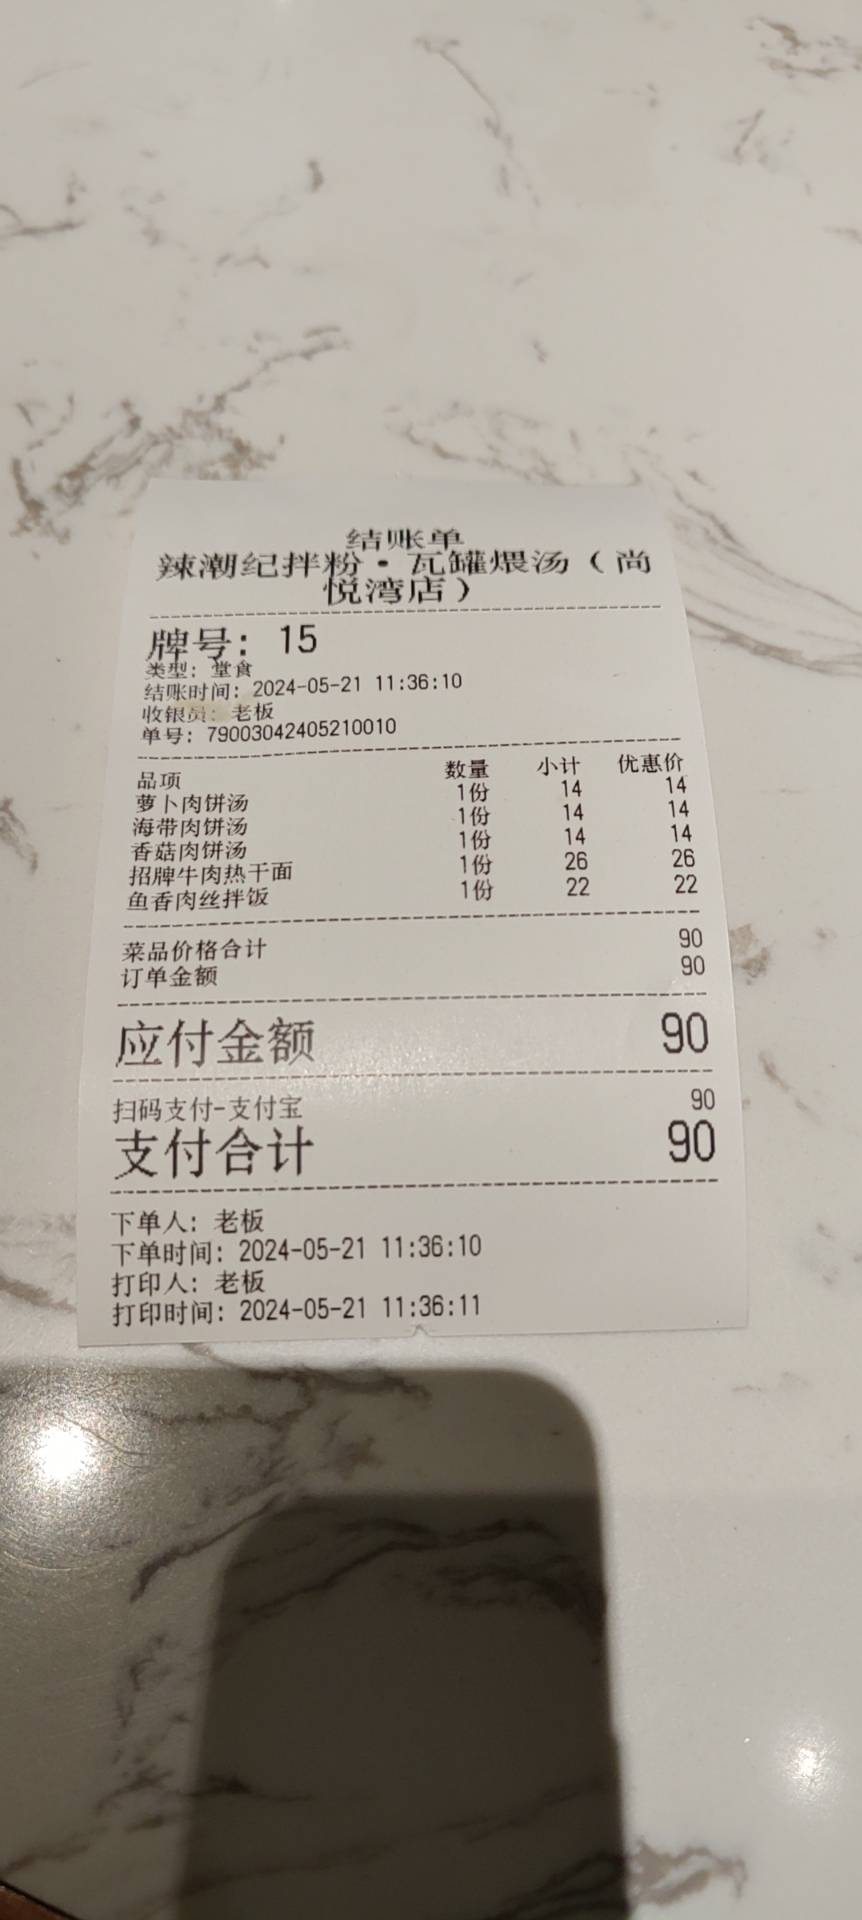 结账单
辣潮纪拌粉·瓦罐煨汤（尚
悦湾店）
牌号: 15
类型: 堂食
结账时间: 2024-05-21 11:36:10
收银员: 老板
单号: 79003042405210010
品项 数量 小计 优惠价
萝卜肉饼汤 1份 14 14
海带肉饼汤 1份 14 14
香菇肉饼汤 1份 14 14
招牌牛肉热干面 1份 26 26
鱼香肉丝拌饭 1份 22 22
菜品价格合计 90
订单金额 90
应付金额 90
扫码支付-支付宝 90
支付合计 90
下单人: 老板
下单时间: 2024-05-21 11:36:10
打印人: 老板
打印时间: 2024-05-21 11:36:11